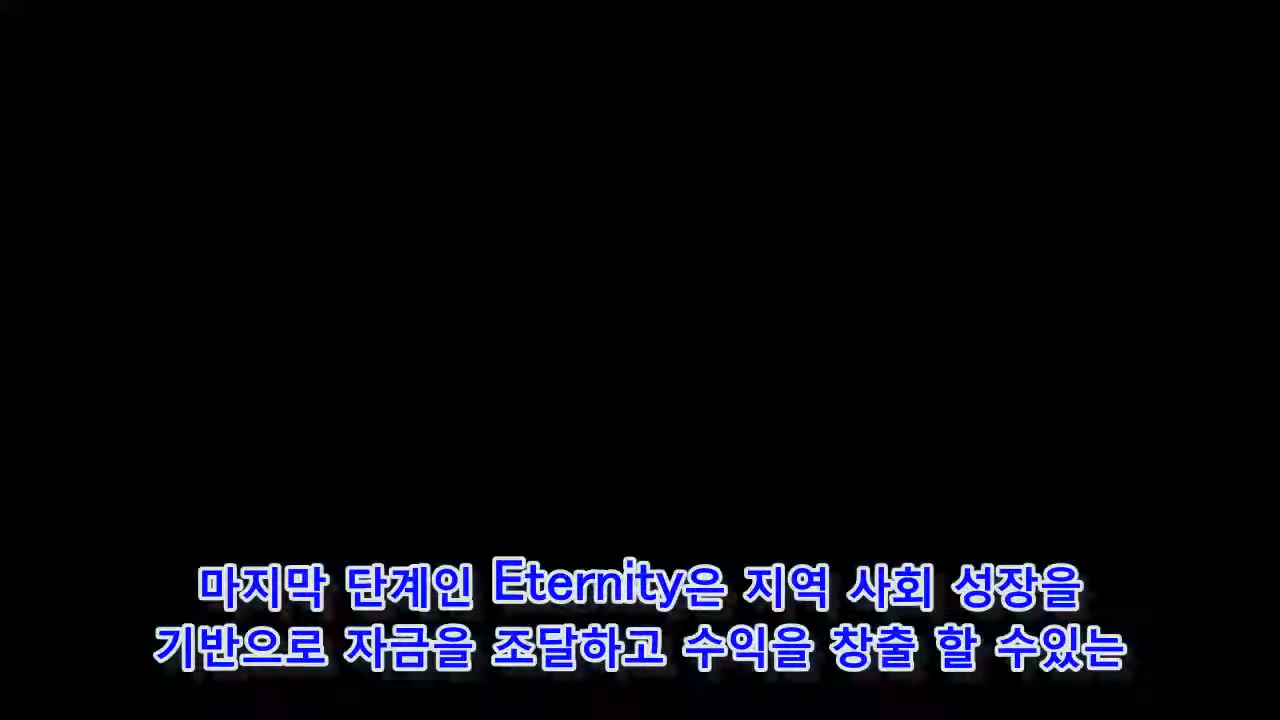 마지막 단계인 Eternity은 지역 사회 성장을
기반으로 자금을 조달하고 수익을 창출 할 수있는